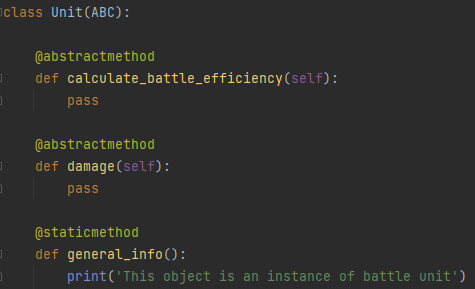 class Unit(ABC):
@abstractmethod
def calculate_battle_efficiency(self):
pass
@abstractmethod
def damage(self):
pass
@staticmethod
def general_info():
print('This object is an instance of battle unit')